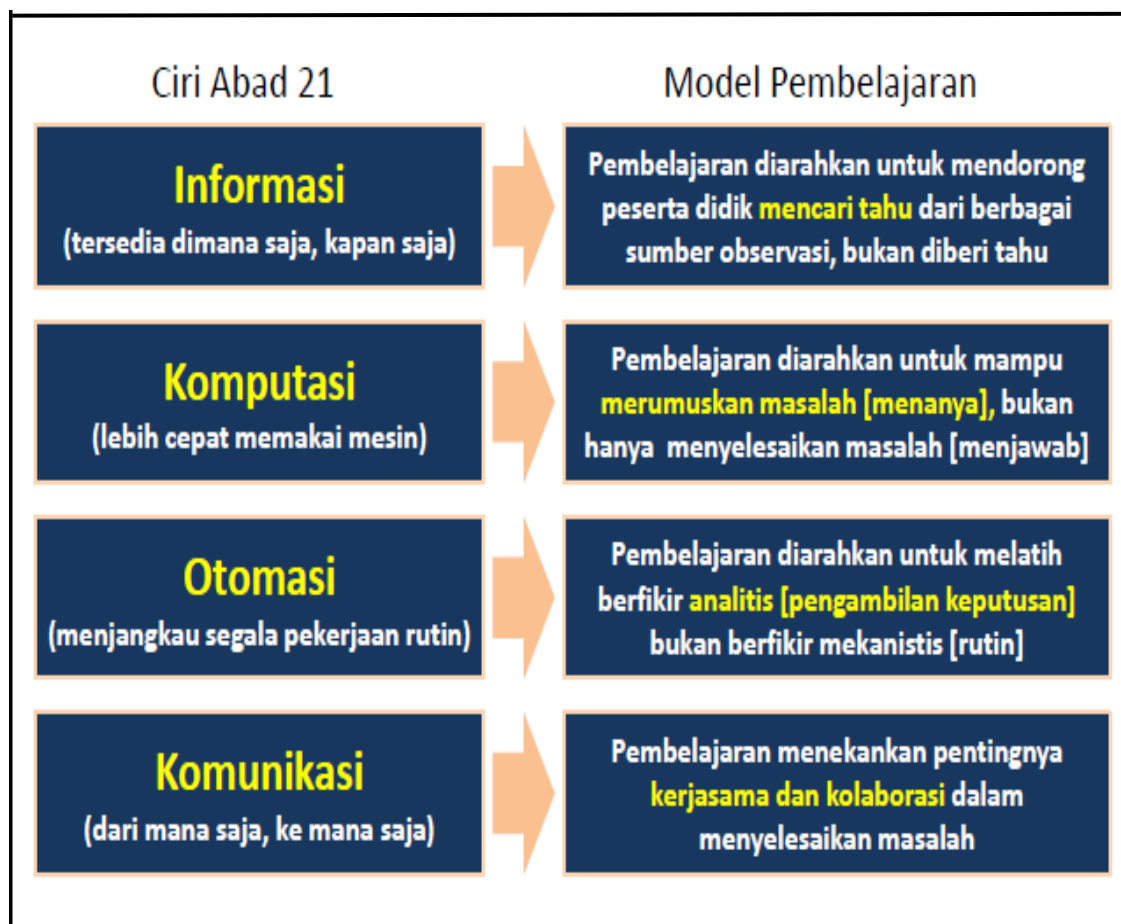 Ciri Abad 21
Model Pembelajaran
Informasi
(tersedia dimana saja, kapan saja)
Pembelajaran diarahkan untuk mendorong
peserta didik mencari tahu dari berbagai
sumber observasi, bukan diberi tahu
Komputasi
(lebih cepat memakai mesin)
Pembelajaran diarahkan untuk mampu
merumuskan masalah [menanya], bukan
hanya menyelesaikan masalah [menjawab]
Otomasi
(menjangkau segala pekerjaan rutin)
Pembelajaran diarahkan untuk melatih
berfikir analitis [pengambilan keputusan]
bukan berfikir mekanistis [rutin]
Komunikasi
(dari mana saja, ke mana saja)
Pembelajaran menekankan pentingnya
kerjasama dan kolaborasi dalam
menyelesaikan masalah